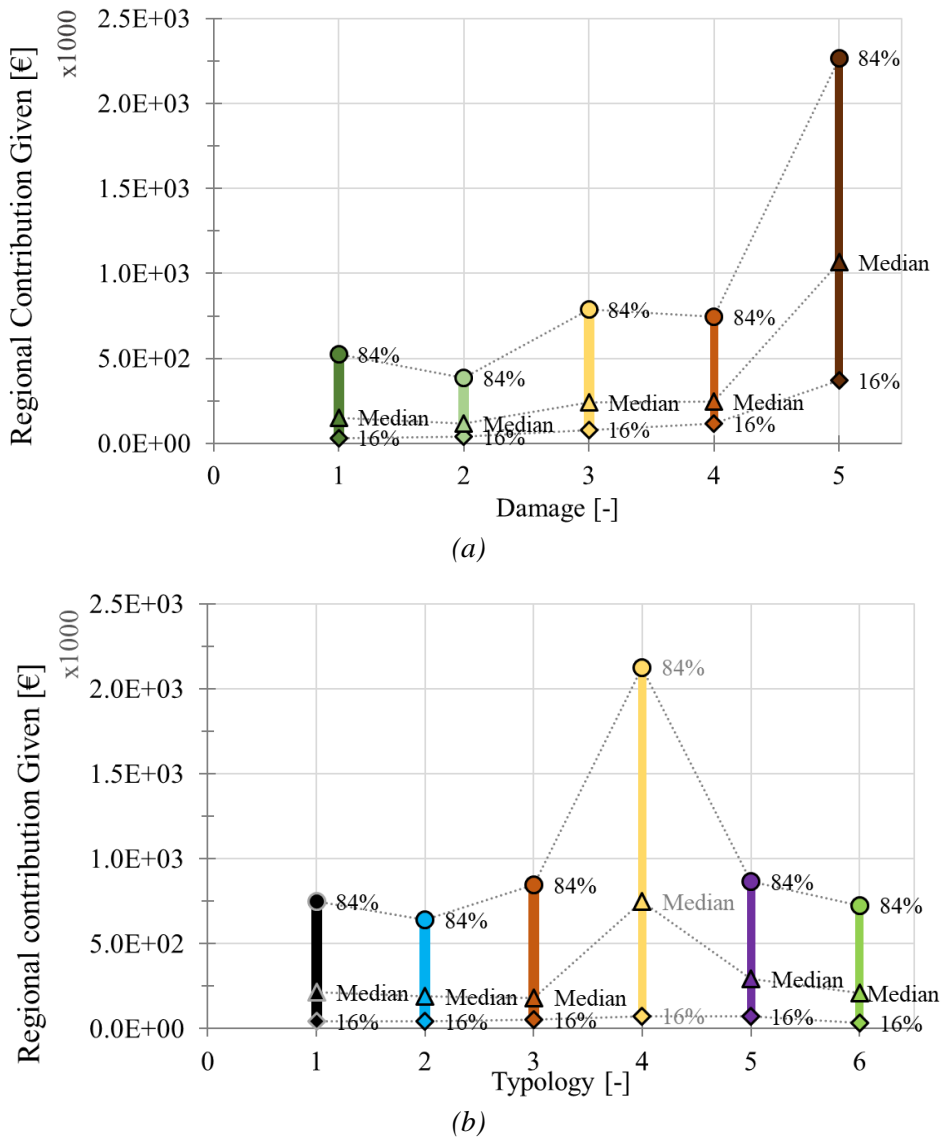 Regional Contribution Given [€]
x1000
2.5E+03
2.0E+03
1.5E+03
1.0E+03
5.0E+02
0.0E+00
84%
Median
16%
84%
Median
16%
84%
Median
16%
84%
Median
16%
84%
Median
16%
0 1 2 3 4 5
Damage [-]
(a)
Regional contribution Given [€]
x1000
2.5E+03
2.0E+03
1.5E+03
1.0E+03
5.0E+02
0.0E+00
84%
Median
16%
84%
Median
16%
84%
Median
16%
84%
Median
16%
84%
Median
16%
84%
Median
16%
0 1 2 3 4 5 6
Typology [-]
(b)